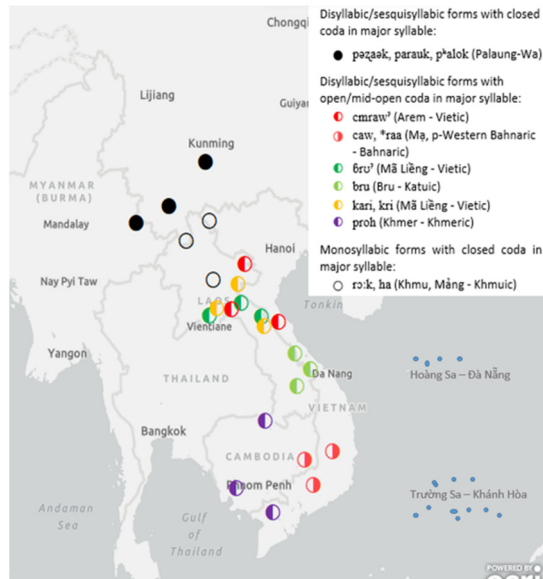 Disyllabic/sesquisyllabic forms with closed
coda in major syllable:
pəʐaək, parauk, pʰalok (Palaung-Wa)
Disyllabic/sesquisyllabic forms with
open/mid-open coda in major syllable:
cmrawˀ (Arem - Vietic)
caw, *raa (Mạ, p-Western Bahnaric
- Bahnaric)
ɓrʊˀ (Mã Liềng - Vietic)
bru (Bru - Katuic)
kari, kri (Mã Liềng - Vietic)
proh (Khmer - Khmeric)
Monosyllabic forms with closed coda in
major syllable:
rɔːk, ha (Khmu, Mảng - Khmuic)
Chongqi
Lijiang
Guiyan
Kunming
MYANMAR
(BURMA)
Mandalay
Hanoi
Nay Pyi Taw
LAOS
Tonkin
Vientiane
Yangon
THAILAND
Da Nang
Hoàng Sa – Đà Nẵng
VIETNAM
Bangkok
CAMBODIA
Phnom Penh
Trường Sa – Khánh Hòa
Andaman
Sea
Gulf
of
Thailand
POWERED BY
esri